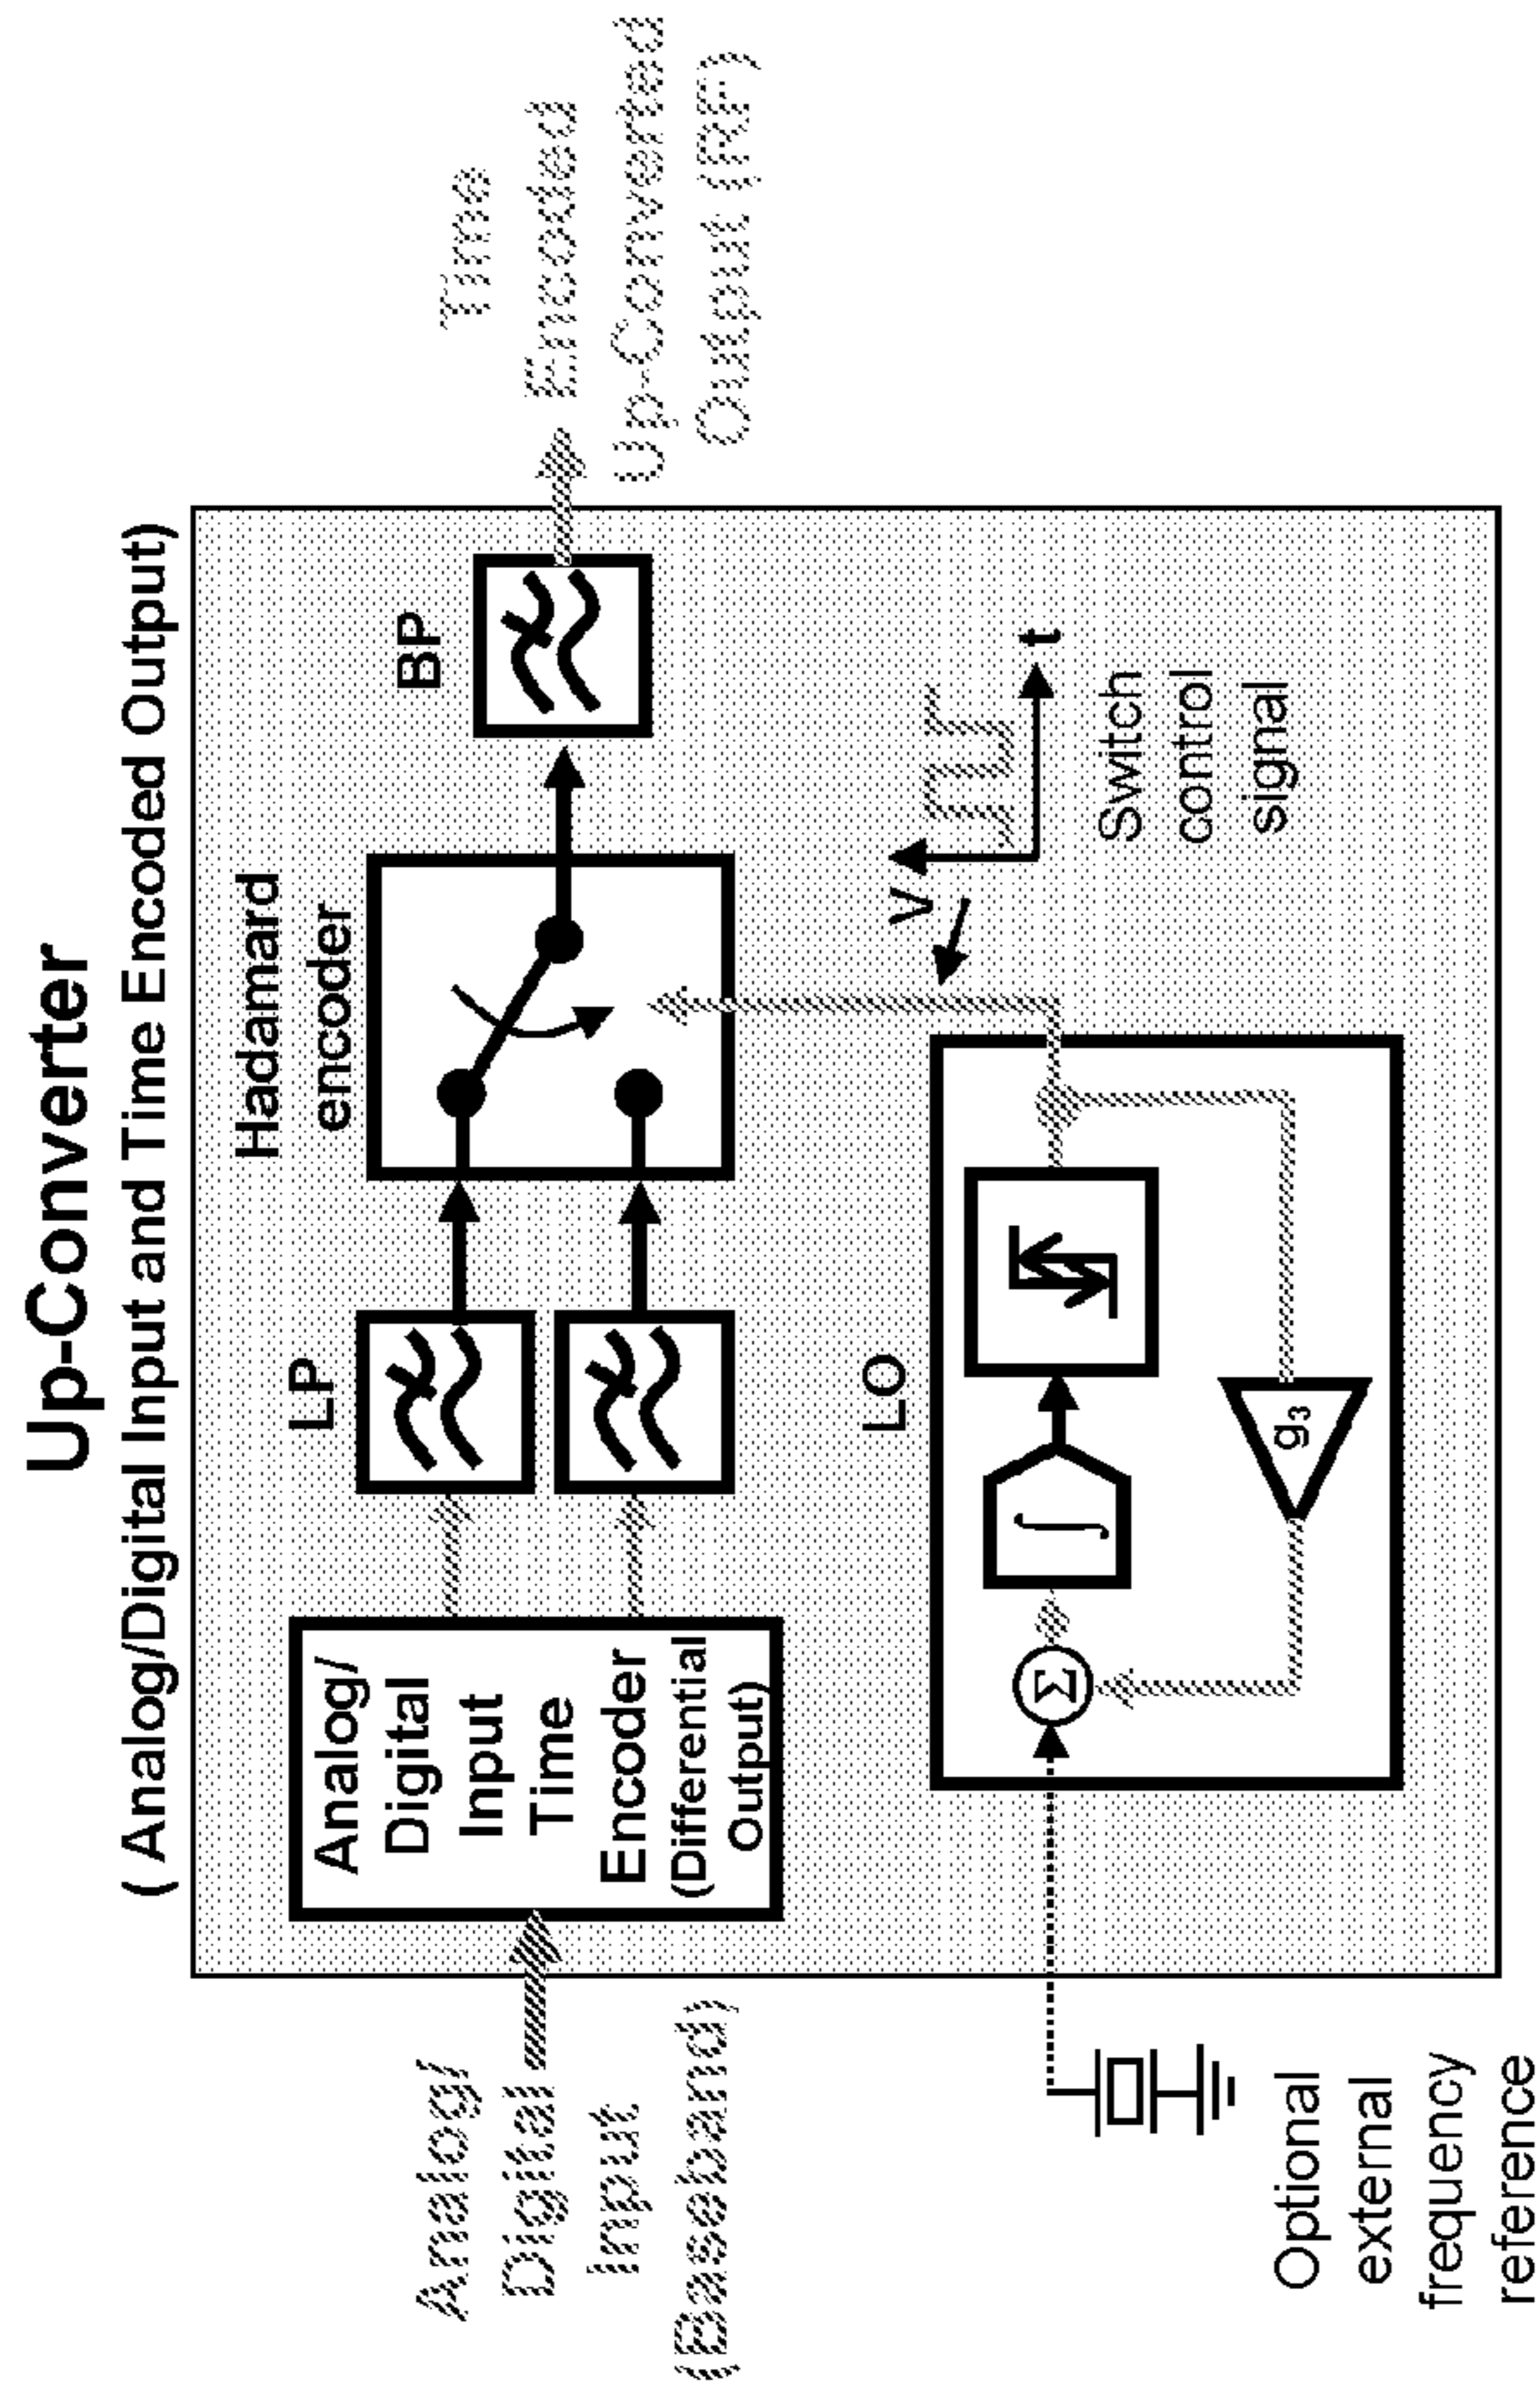 Up-Converter
( Analog/Digital Input and Time Encoded Output)
Analog/
Digital
Input
(Baseband)
Analog/
Digital
Input
Time
Encoder
(Differential
Output)
LP
Hadamard
encoder
BP
Time
Encoded
Up-Converted
Output (RF)
LO
Σ
∫
g3
V
t
Switch
control
signal
Optional
external
frequency
reference